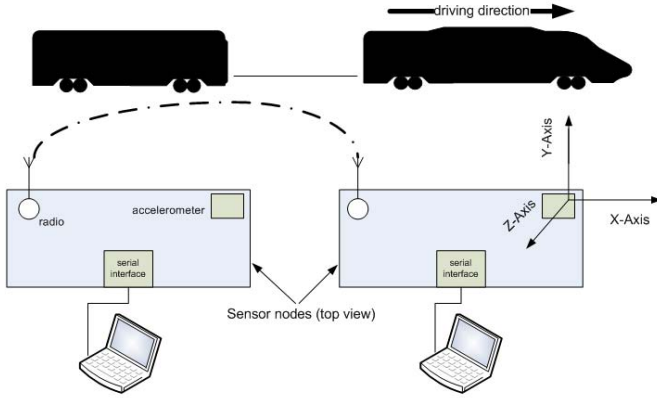 driving direction
Y-Axis
Z-Axis
X-Axis
radio
accelerometer
serial
interface
serial
interface
Sensor nodes (top view)